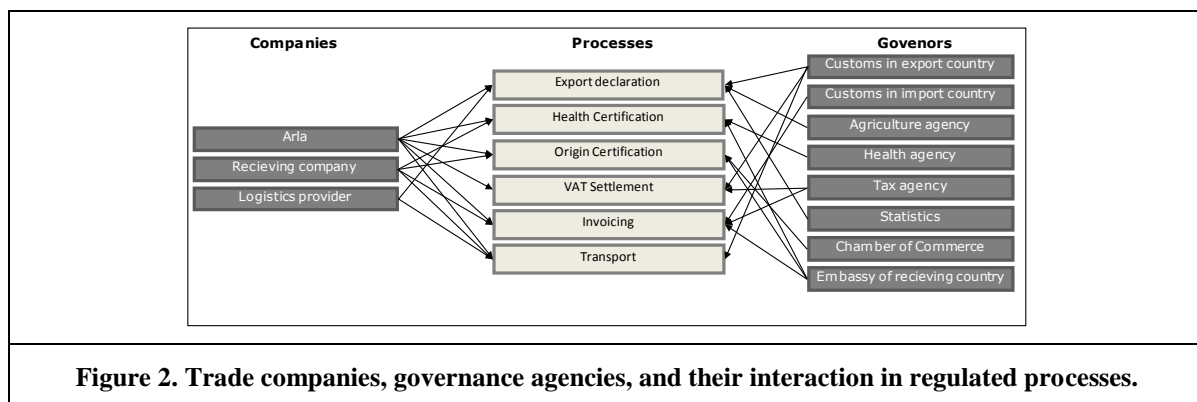 Companies
Processes
Govenors
Arla
Recieving company
Logistics provider
Export declaration
Health Certification
Origin Certification
VAT Settlement
Invoicing
Transport
Customs in export country
Customs in import country
Agriculture agency
Health agency
Tax agency
Statistics
Chamber of Commerce
Embassy of recieving country
Figure 2. Trade companies, governance agencies, and their interaction in regulated processes.